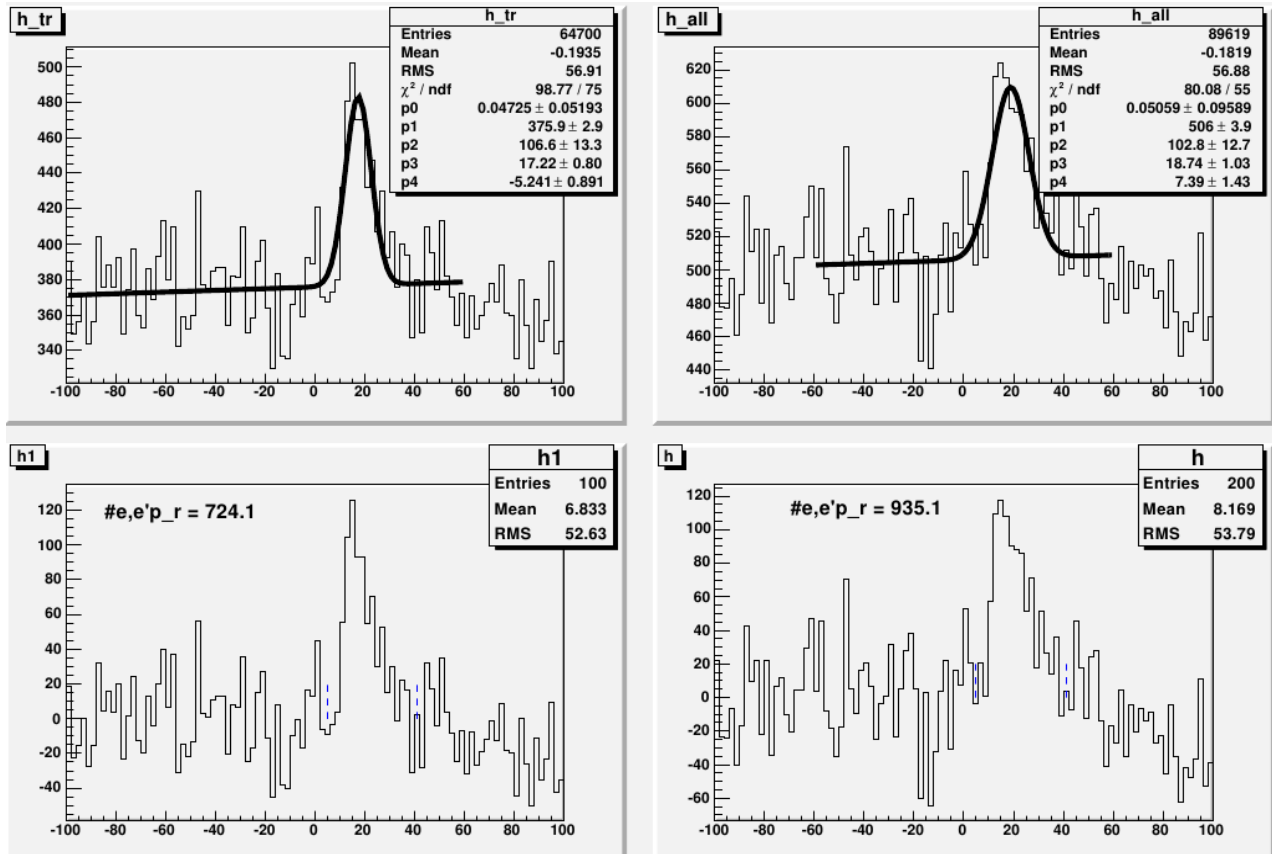 h_tr
h_tr
Entries 64700
Mean -0.1935
RMS 56.91
χ² / ndf 98.77 / 75
p0 0.04725 ± 0.05193
p1 375.9 ± 2.9
p2 106.6 ± 13.3
p3 17.22 ± 0.80
p4 -5.241 ± 0.891
500
480
460
440
420
400
380
360
340
-100 -80 -60 -40 -20 0 20 40 60 80 100
h_all
h_all
Entries 89619
Mean -0.1819
RMS 56.88
χ² / ndf 80.08 / 55
p0 0.05059 ± 0.09589
p1 506 ± 3.9
p2 102.8 ± 12.7
p3 18.74 ± 1.03
p4 7.39 ± 1.43
620
600
580
560
540
520
500
480
460
440
-100 -80 -60 -40 -20 0 20 40 60 80 100
h1
h1
Entries 100
Mean 6.833
RMS 52.63
#e,e'p_r = 724.1
120
100
80
60
40
20
0
-20
-40
-100 -80 -60 -40 -20 0 20 40 60 80 100
h
h
Entries 200
Mean 8.169
RMS 53.79
#e,e'p_r = 935.1
120
100
80
60
40
20
0
-20
-40
-60
-100 -80 -60 -40 -20 0 20 40 60 80 100